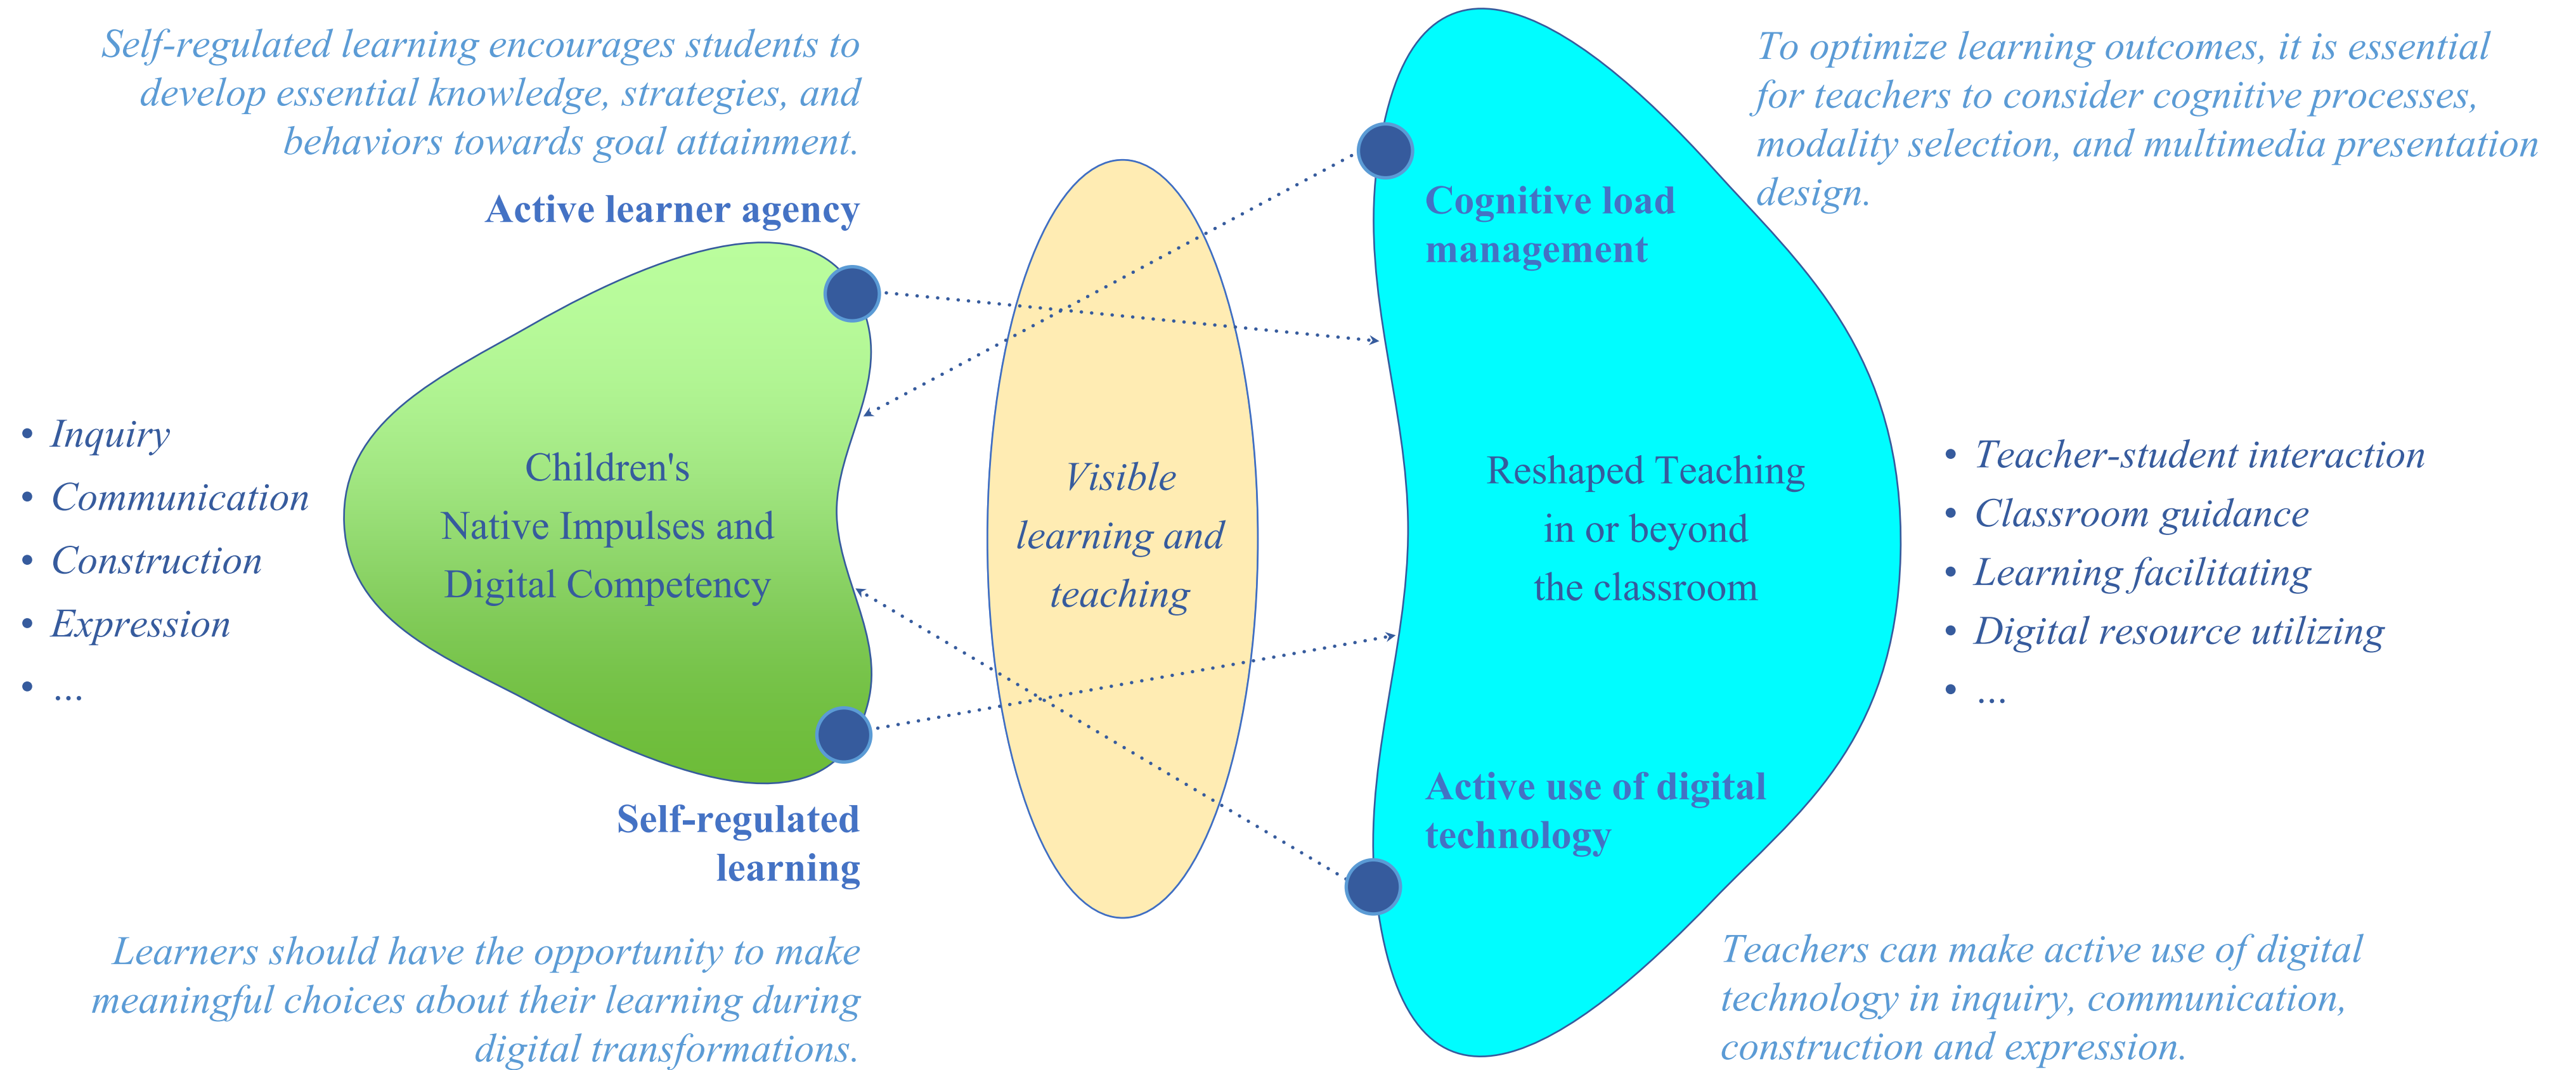 Self-regulated learning encourages students to
develop essential knowledge, strategies, and
behaviors towards goal attainment.
Active learner agency
• Inquiry
• Communication
• Construction
• Expression
• ...
Children's
Native Impulses and
Digital Competency
Self-regulated
learning
Learners should have the opportunity to make
meaningful choices about their learning during
digital transformations.
Visible
learning and
teaching
To optimize learning outcomes, it is essential
for teachers to consider cognitive processes,
modality selection, and multimedia presentation
design.
Cognitive load
management
Reshaped Teaching
in or beyond
the classroom
• Teacher-student interaction
• Classroom guidance
• Learning facilitating
• Digital resource utilizing
• ...
Active use of digital
technology
Teachers can make active use of digital
technology in inquiry, communication,
construction and expression.